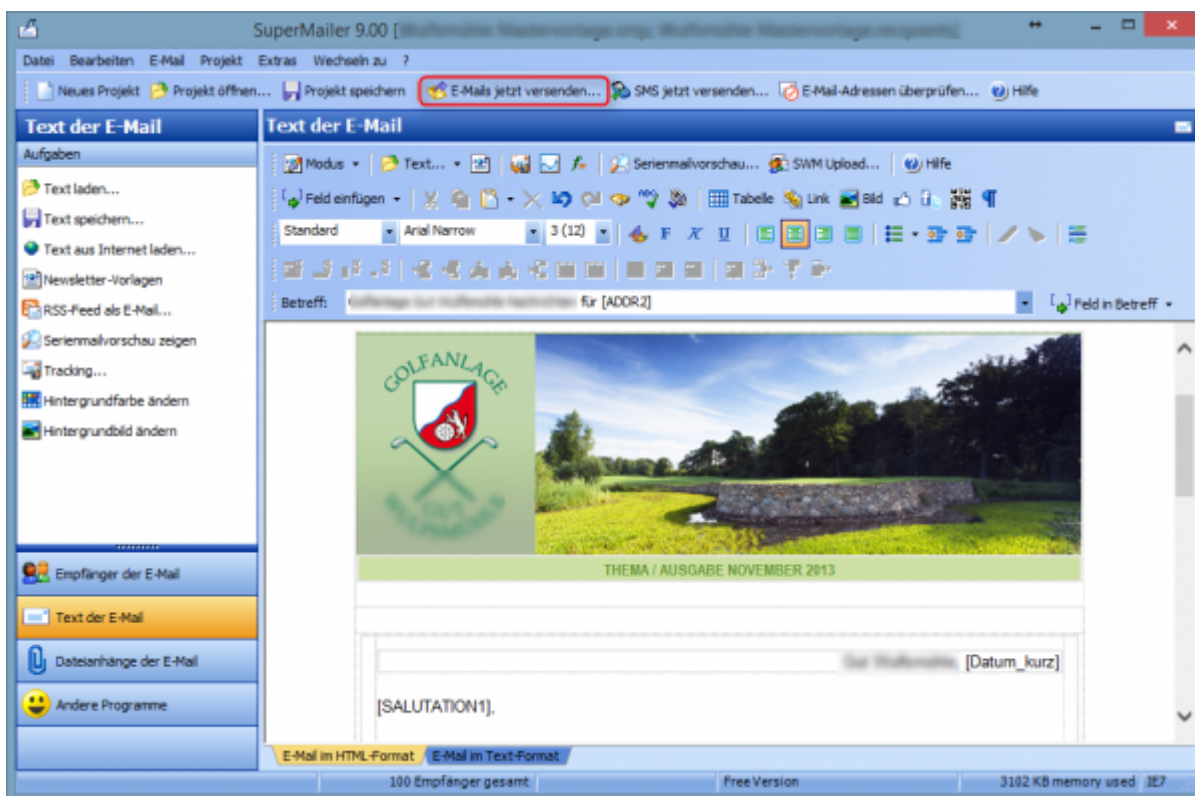 SuperMailer 9.00 [
Datei Bearbeiten E-Mail Projekt Extras Wechseln zu ?
Neues Projekt Projekt öffnen... Projekt speichern E-Mails jetzt versenden... SMS jetzt versenden... E-Mail-Adressen überprüfen... Hilfe
Text der E-Mail
Aufgaben
Text laden...
Text speichern...
Text aus Internet laden...
Newsletter-Vorlagen
RSS-Feed als E-Mail...
Serienmailvorschau zeigen
Tracking...
Hintergrundfarbe ändern
Hintergrundbild ändern
Empfänger der E-Mail
Text der E-Mail
Dateianhänge der E-Mail
Andere Programme
Text der E-Mail
Modus Text... Serienmailvorschau... SWM Upload... Hilfe
Feld einfügen Tabelle Link Bild
Standard Arial Narrow 3 (12) F K U
Betreff: für [ADDR2] Feld in Betreff
GOLFANLAGE
GUT
THEMA / AUSGABE NOVEMBER 2013
[Datum_kurz]
[SALUTATION1],
E-Mail im HTML-Format E-Mail im Text-Format
100 Empfänger gesamt Free Version 3102 KB memory used IE7